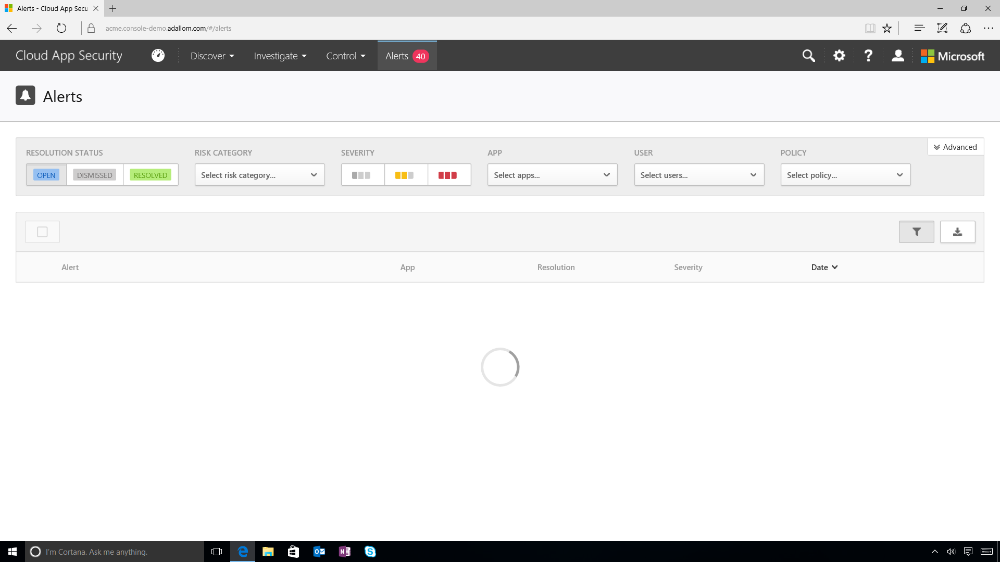 Alerts - Cloud App Secu
acme.console-demo.adallom.com/#/alerts
Cloud App Security
Discover
Investigate
Control
Alerts 40
Microsoft
Alerts
Advanced
RESOLUTION STATUS
RISK CATEGORY
SEVERITY
APP
USER
POLICY
OPEN
DISMISSED
RESOLVED
Select risk category...
Select apps...
Select users...
Select policy...
Alert
App
Resolution
Severity
Date
I'm Cortana. Ask me anything.